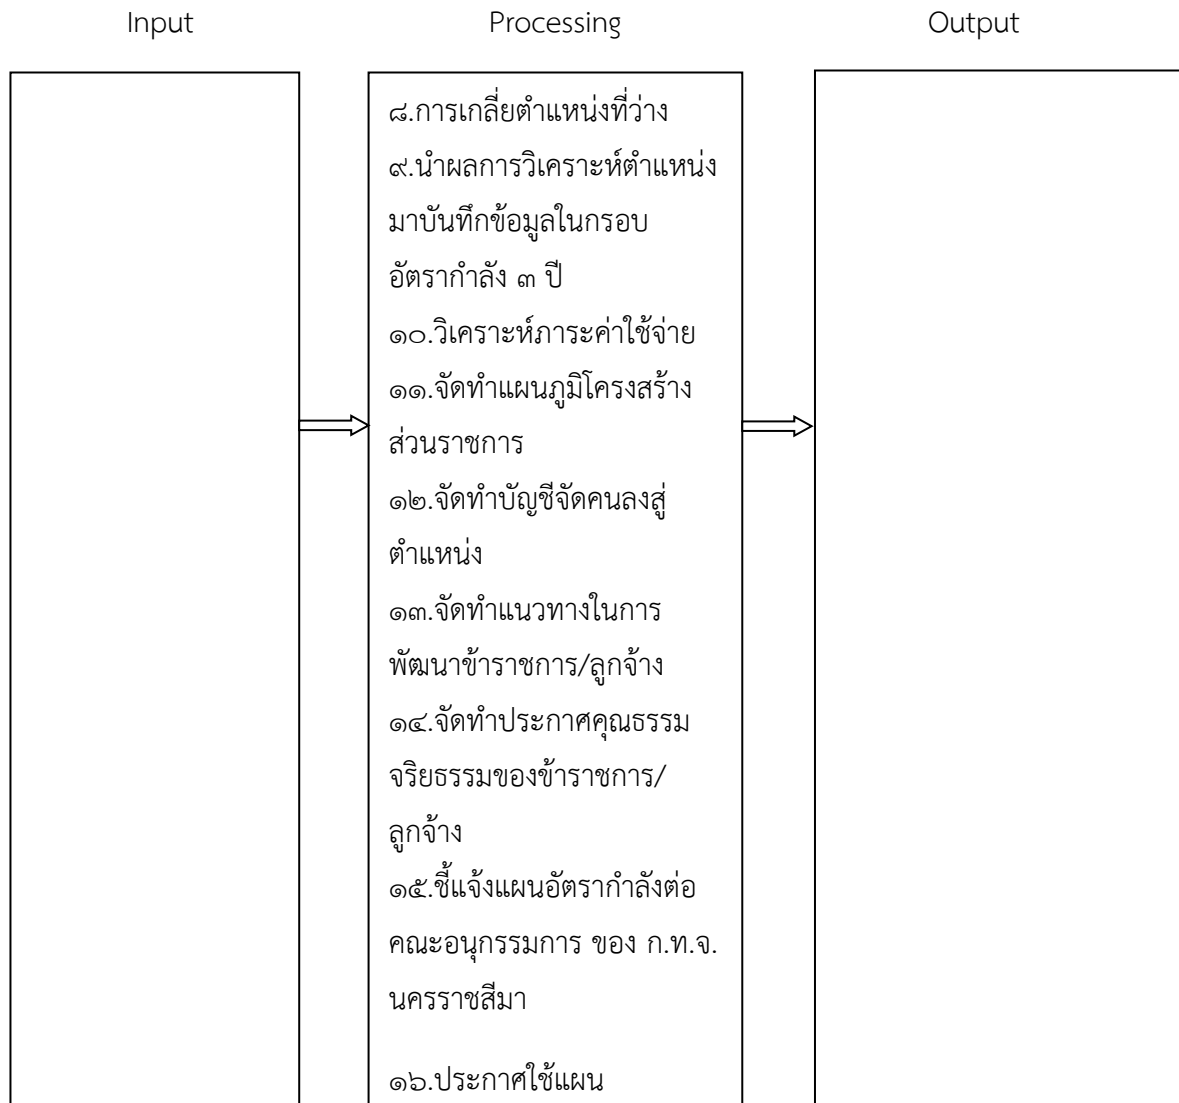 Input Processing Output
๘.การเกลี่ยตำแหน่งที่ว่าง
๙.นำผลการวิเคราะห์ตำแหน่ง
มาบันทึกข้อมูลในกรอบ
อัตรากำลัง ๓ ปี
๑๐.วิเคราะห์ภาระค่าใช้จ่าย
๑๑.จัดทำแผนภูมิโครงสร้าง
ส่วนราชการ
๑๒.จัดทำบัญชีจัดคนลงสู่
ตำแหน่ง
๑๓.จัดทำแนวทางในการ
พัฒนาข้าราชการ/ลูกจ้าง
๑๔.จัดทำประกาศคุณธรรม
จริยธรรมของข้าราชการ/
ลูกจ้าง
๑๕.ชี้แจ้งแผนอัตรากำลังต่อ
คณะอนุกรรมการ ของ ก.ท.จ.
นครราชสีมา
๑๖.ประกาศใช้แผน